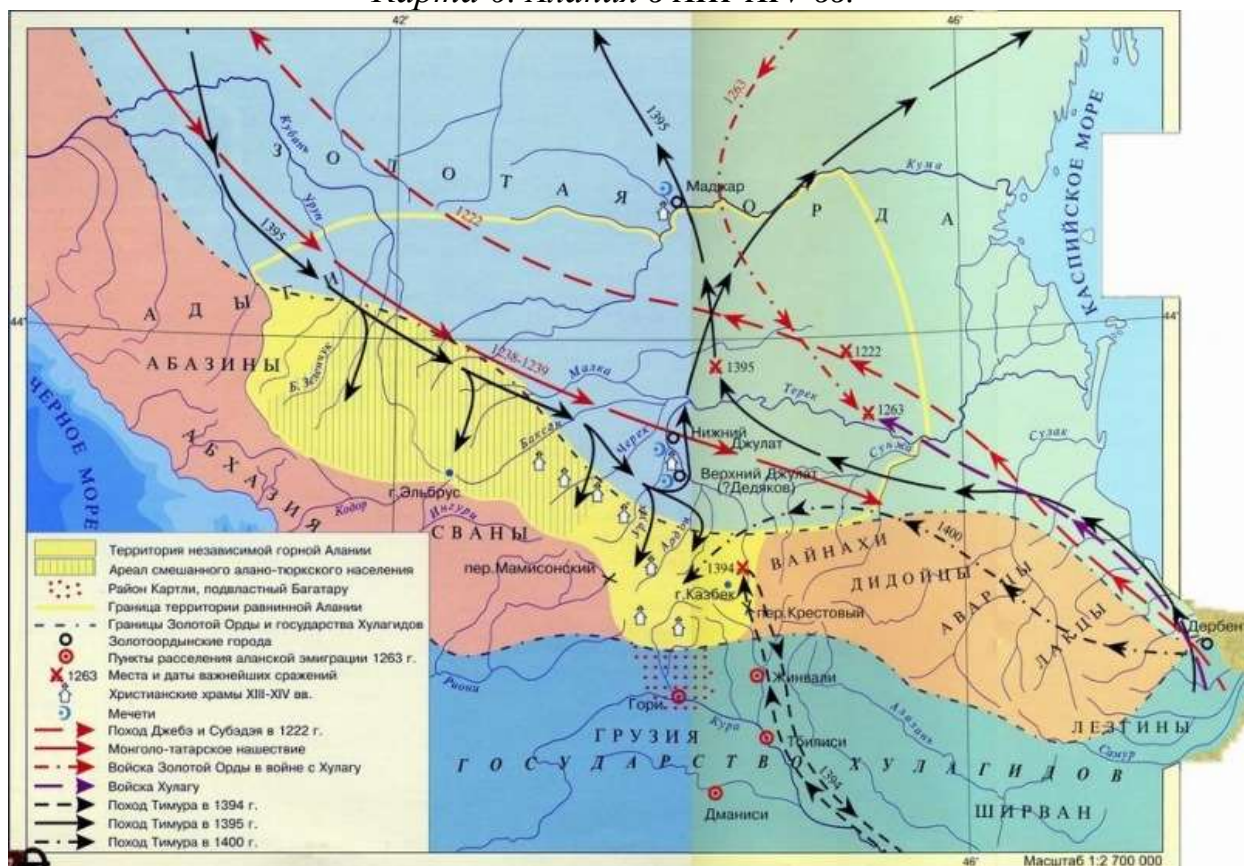 Карта 6. Алания в XIII-XIV вв.
42°
46°
1263
1395
КАСПИЙСКОЕ МОРЕ
Кубань
ЗОЛОТАЯ ОРДА
Кума
Маджар
Уруп
1222
1395
44°
44°
АДЫГИ
АБАЗИНЫ
Б. Зеленчук
1238-1239
Малка
1395
1222
Терек
1263
ЧЕРНОЕ МОРЕ
АБХАЗИЯ
Баксан
Черек
Нижний Джулат
Сунжа
Сулак
Верхний Джулат
(?Дедяков)
г.Эльбрус
Кодор
Ингури
СВАНЫ
Урух
Ардон
1400
ВАЙНАХИ
ДИДОЙЦЫ
АВАРЦЫ
ЛАКЦЫ
пер.Мамисонский
1394
г.Казбек
пер.Крестовый
Дербент
Риони
Гори
Жинвали
Кура
Алазань
ЛЕЗГИНЫ
Самур
ГРУЗИЯ
Тбилиси
ГОСУДАРСТВО ХУЛАГИДОВ
1394
Дманиси
ШИРВАН
Территория независимой горной Алании
Ареал смешанного алано-тюркского населения
Район Картли, подвластный Багатару
Граница территории равнинной Алании
Границы Золотой Орды и государства Хулагидов
Золотоордынские города
Пункты расселения аланской эмиграции 1263 г.
1263 Места и даты важнейших сражений
Христианские храмы XIII-XIV вв.
Мечети
Поход Джебэ и Субэдэя в 1222 г.
Монголо-татарское нашествие
Войска Золотой Орды в войне с Хулагу
Войска Хулагу
Поход Тимура в 1394 г.
Поход Тимура в 1395 г.
Поход Тимура в 1400 г.
46°
Масштаб 1:2 700 000